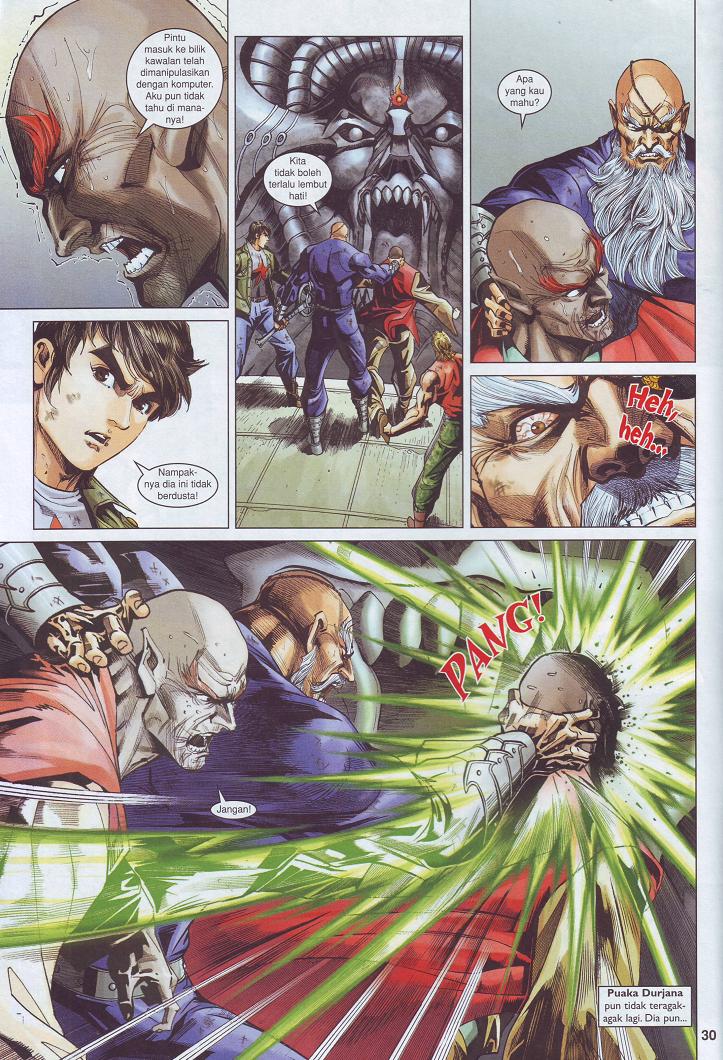 Pintu
masuk ke bilik
kawalan telah
dimanipulasikan
dengan komputer.
Aku pun tidak
tahu di mana-
nya!
Kita
tidak boleh
terlalu lembut
hati!
Apa
yang kau
mahu?
Nampak-
nya dia ini tidak
berdusta!
Heh,
heh...
PANG!
Jangan!
Puaka Durjana
pun tidak teragak-
agak lagi. Dia pun...
30